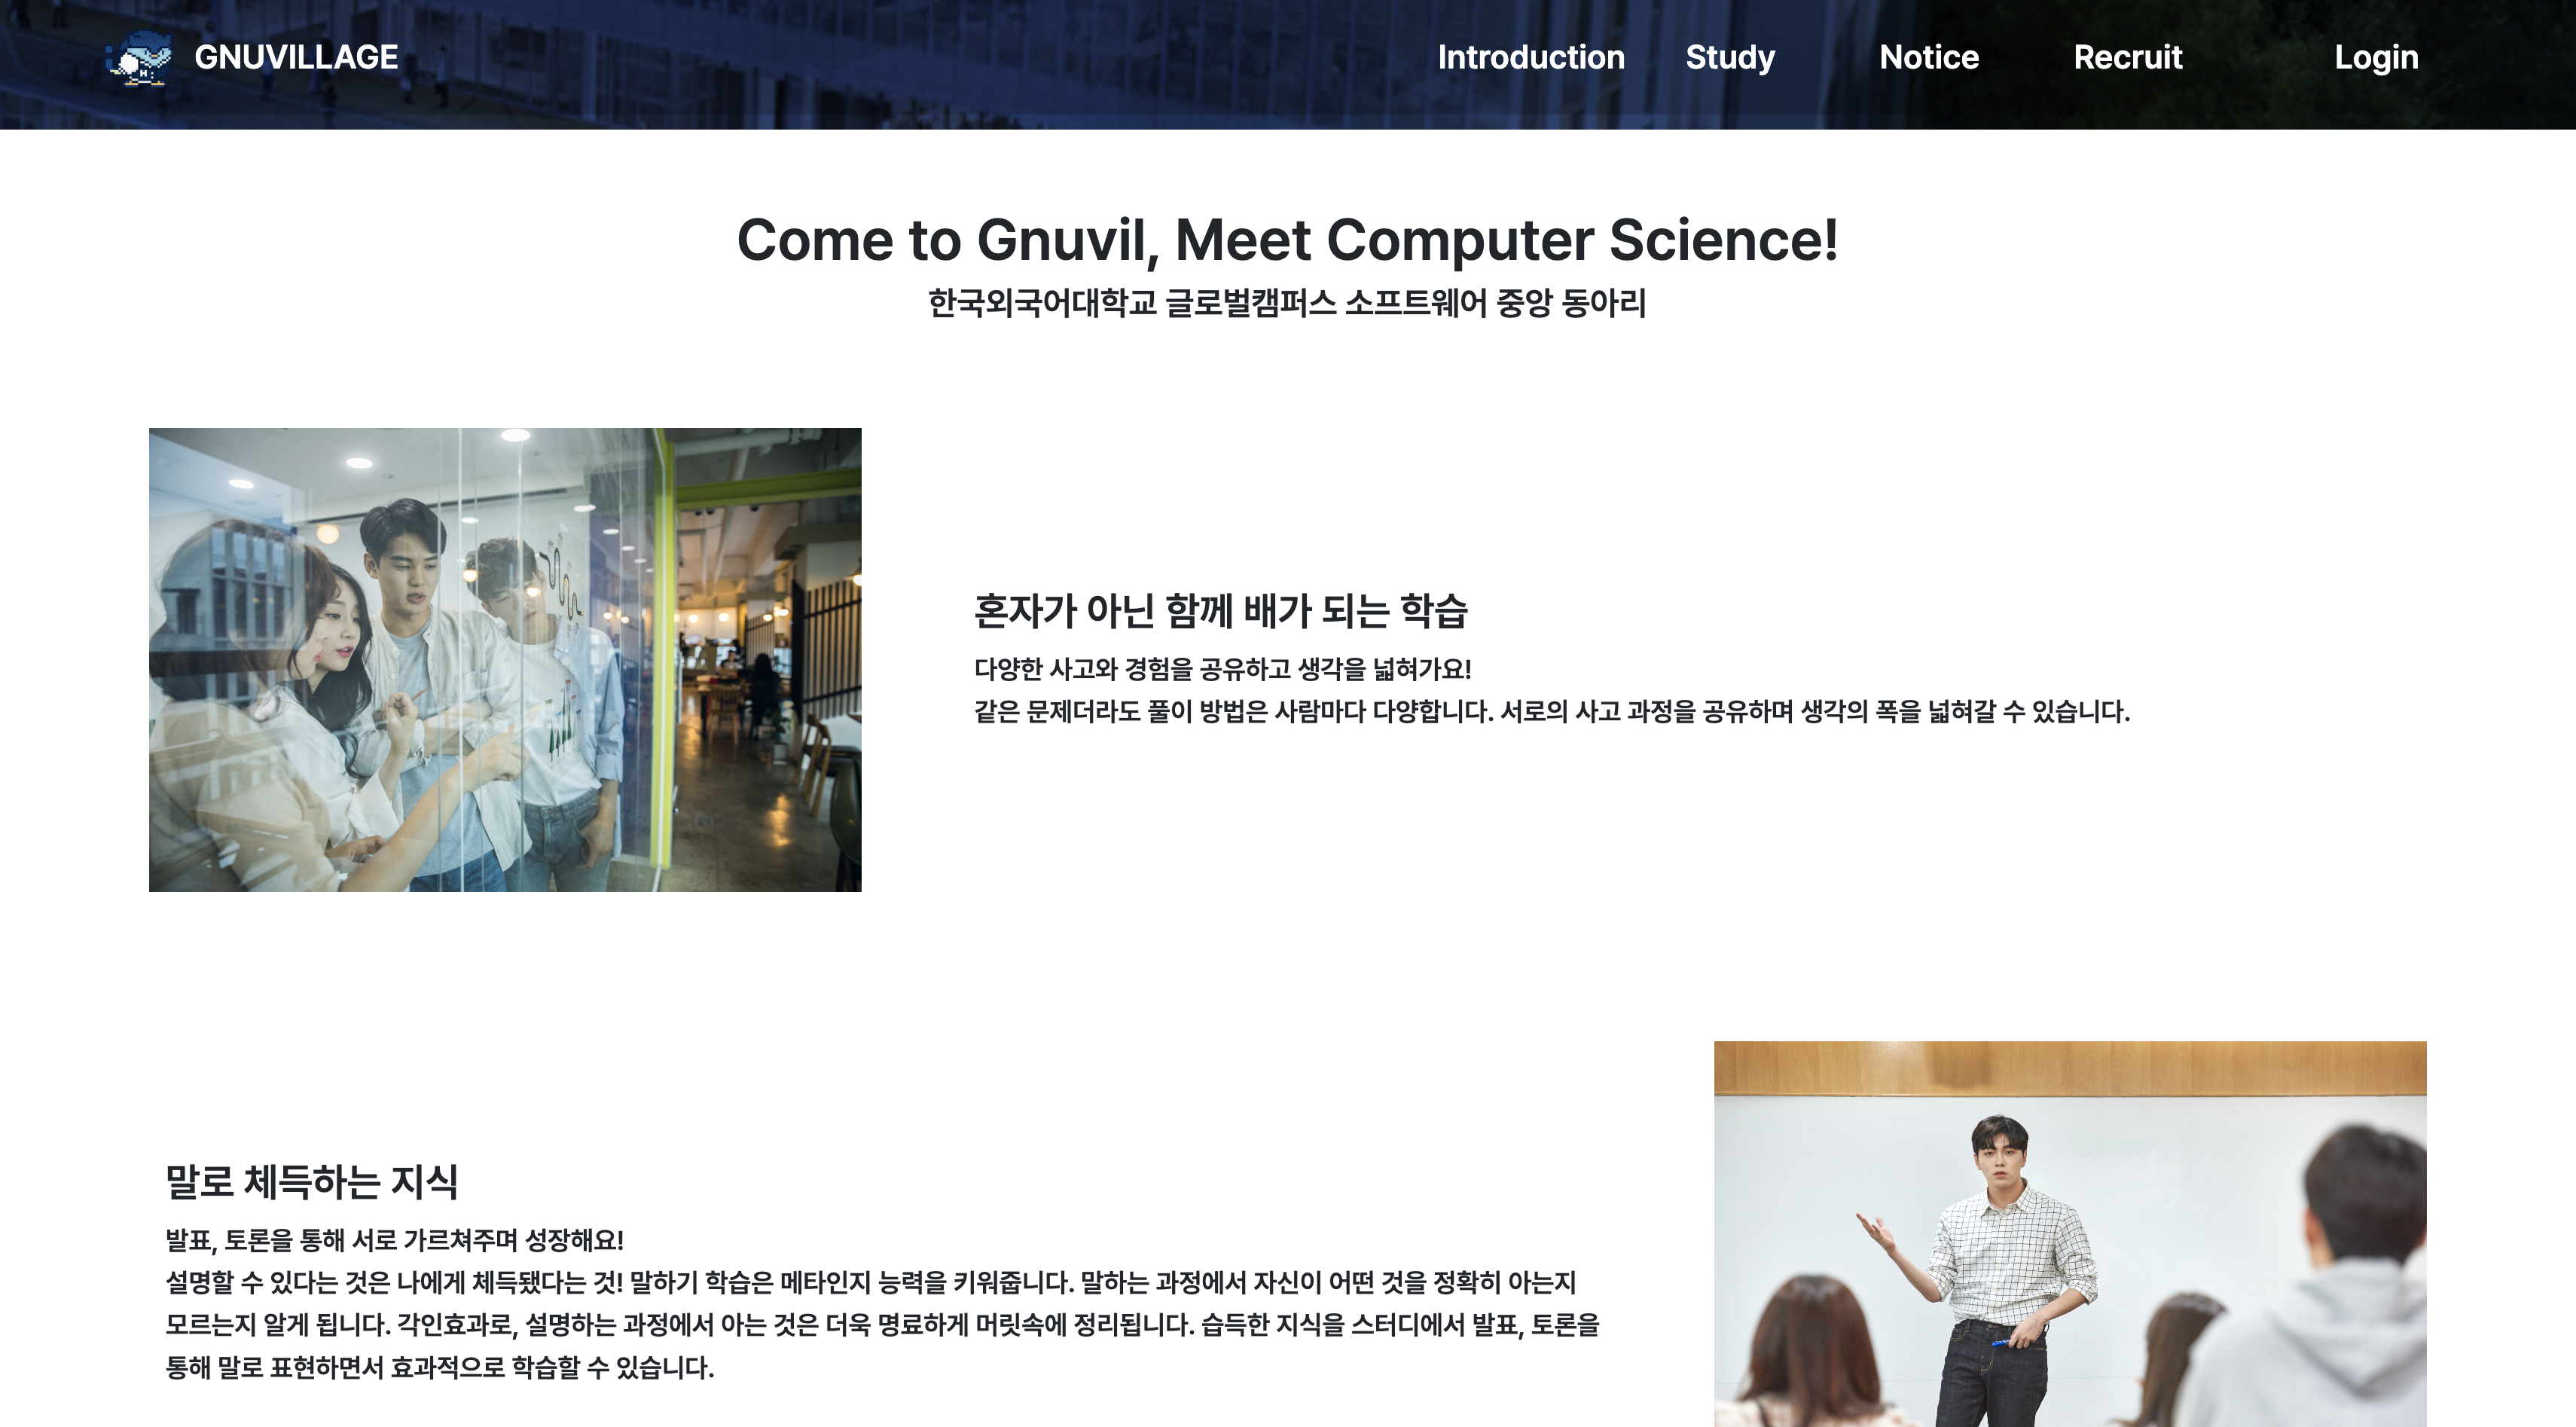 GNUVILLAGE
Introduction
Study
Notice
Recruit
Login
Come to Gnuvil, Meet Computer Science!
한국외국어대학교 글로벌캠퍼스 소프트웨어 중앙 동아리
혼자가 아닌 함께 배가 되는 학습
다양한 사고와 경험을 공유하고 생각을 넓혀가요!
같은 문제더라도 풀이 방법은 사람마다 다양합니다. 서로의 사고 과정을 공유하며 생각의 폭을 넓혀갈 수 있습니다.
말로 체득하는 지식
발표, 토론을 통해 서로 가르쳐주며 성장해요!
설명할 수 있다는 것은 나에게 체득됐다는 것! 말하기 학습은 메타인지 능력을 키워줍니다. 말하는 과정에서 자신이 어떤 것을 정확히 아는지
모르는지 알게 됩니다. 각인효과로, 설명하는 과정에서 아는 것은 더욱 명료하게 머릿속에 정리됩니다. 습득한 지식을 스터디에서 발표, 토론을
통해 말로 표현하면서 효과적으로 학습할 수 있습니다.